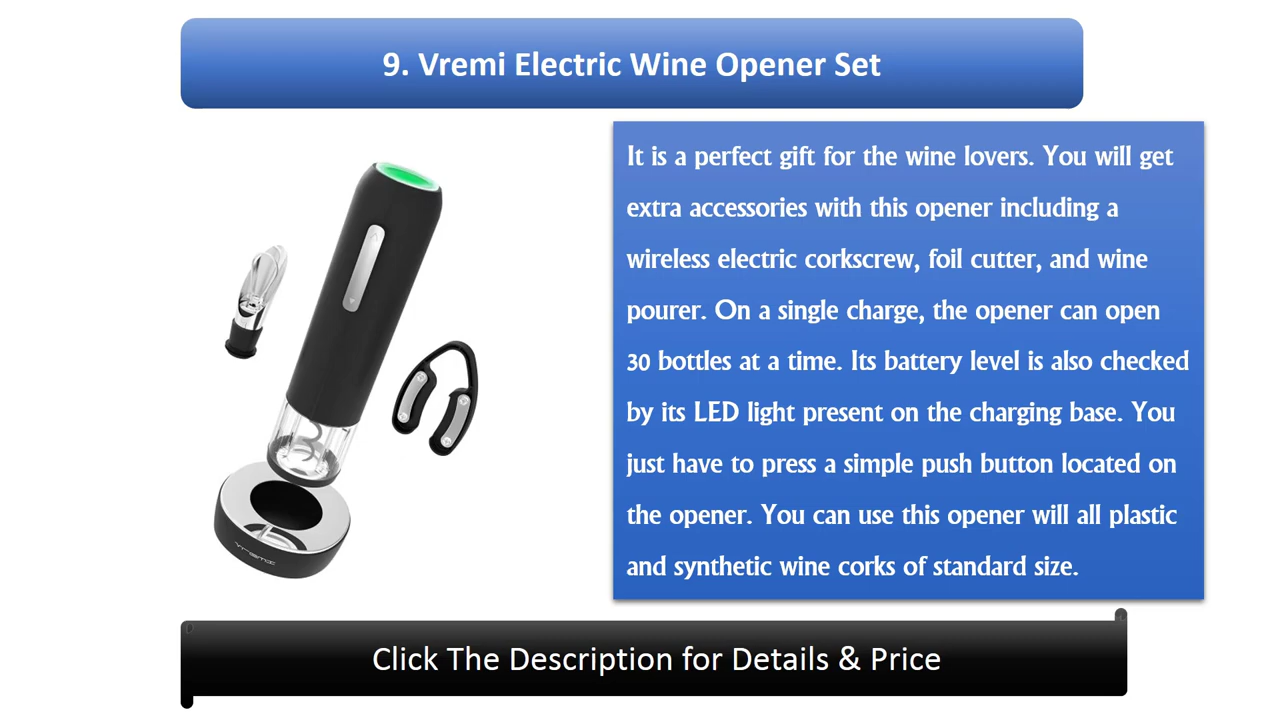 9. Vremi Electric Wine Opener Set
It is a perfect gift for the wine lovers. You will get
extra accessories with this opener including a
wireless electric corkscrew, foil cutter, and wine
pourer. On a single charge, the opener can open
30 bottles at a time. Its battery level is also checked
by its LED light present on the charging base. You
just have to press a simple push button located on
the opener. You can use this opener will all plastic
and synthetic wine corks of standard size.
vremi
Click The Description for Details & Price